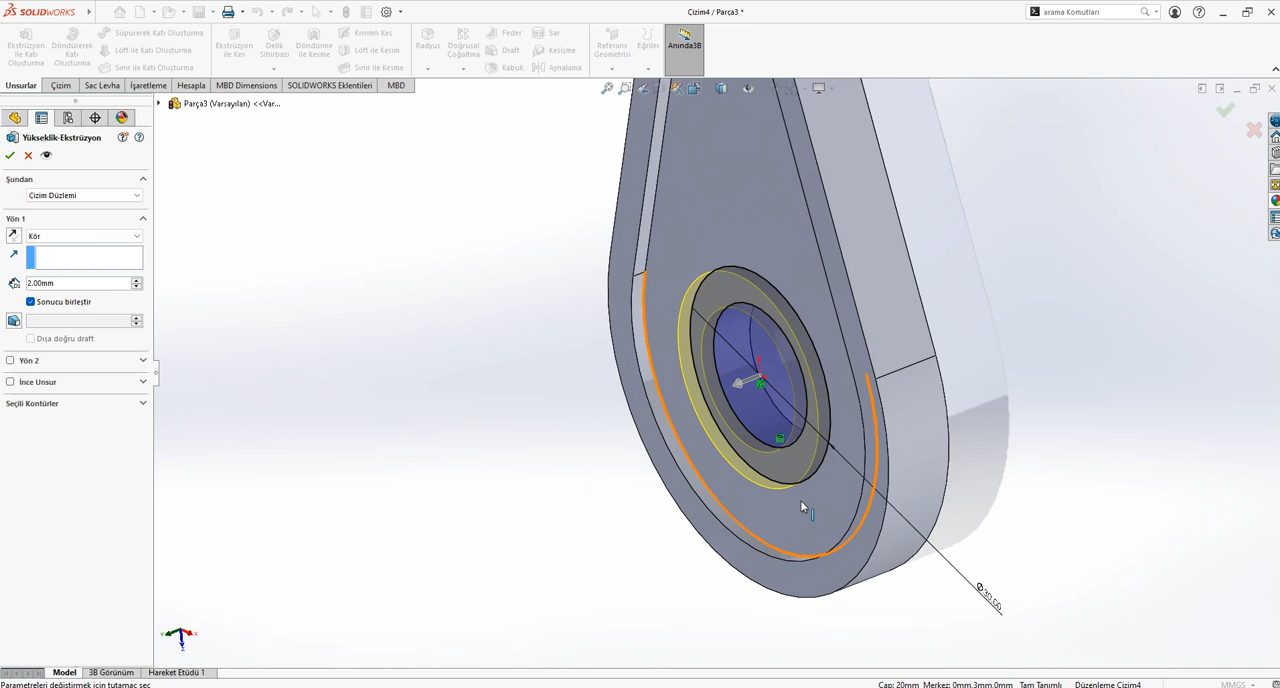 SOLIDWORKS
Çizim4 / Parça3 *
arama Komutları
Ekstrüzyon ile Katı Oluşturma
Döndürerek Katı Oluşturma
Süpürerek Katı Oluşturma
Loft ile Katı Oluşturma
Sınır ile Katı Oluşturma
Ekstrüzyon ile Kes
Delik Sihirbazı
Döndürme ile Kesme
Kıvrımlı Kes
Loft ile Kesim
Sınır ile Kesme
Radyus
Doğrusal Çoğaltma
Feder
Draft
Kabuk
Sar
Kesişme
Aynalama
Referans Geometrisi
Eğriler
Anında3B
Unsurlar
Çizim
Sac Levha
İşaretleme
Hesapla
MBD Dimensions
SOLIDWORKS Eklentileri
MBD
Parça3 (Varsayılan) <<Var...
Yükseklik-Ekstrüzyon
Şundan
Çizim Düzlemi
Yön 1
Kör
2.00mm
Sonucu birleştir
Dışa doğru draft
Yön 2
İnce Unsur
Seçili Kontürler
Ø30.00
Y
X
Z
Model
3B Görünüm
Hareket Etüdü 1
Parametreleri değiştirmek için tutamaç seç
Çap: 20mm Merkez: 0mm,3mm,0mm
Tam Tanımlı
Düzenleme Çizim4
MMGS